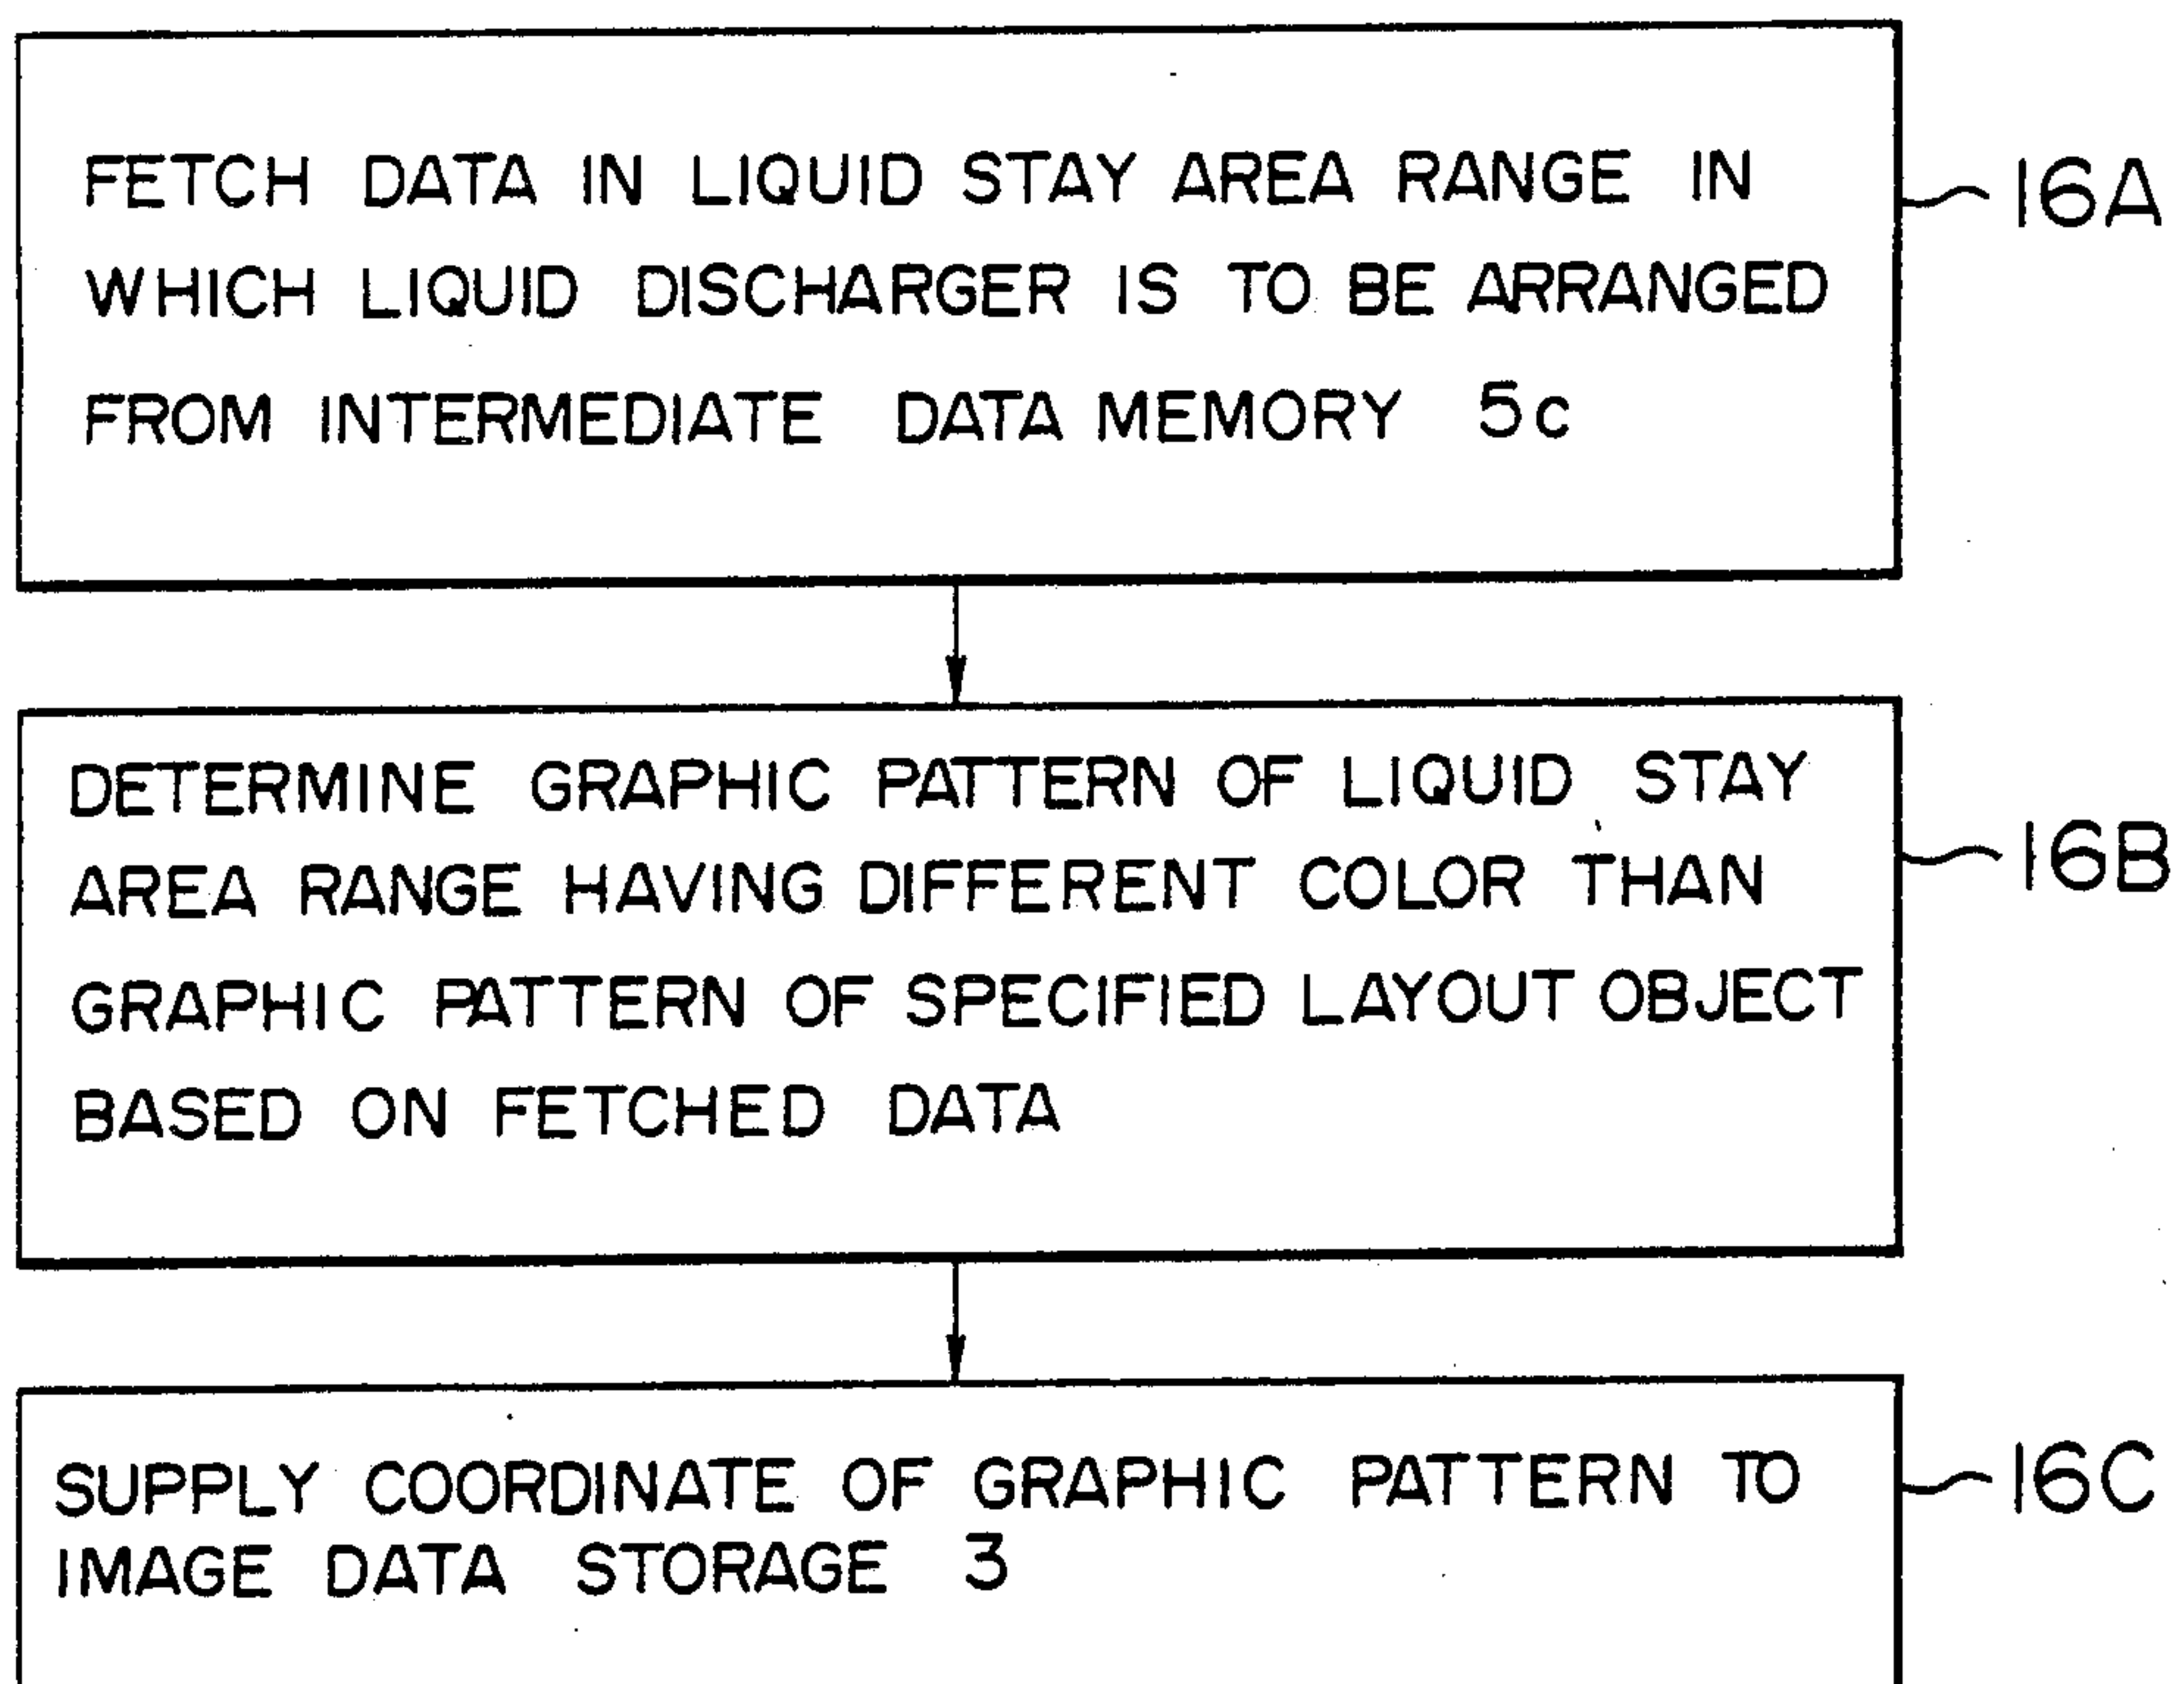 FETCH DATA IN LIQUID STAY AREA RANGE IN
WHICH LIQUID DISCHARGER IS TO BE ARRANGED
FROM INTERMEDIATE DATA MEMORY 5c
16A
DETERMINE GRAPHIC PATTERN OF LIQUID STAY
AREA RANGE HAVING DIFFERENT COLOR THAN
GRAPHIC PATTERN OF SPECIFIED LAYOUT OBJECT
BASED ON FETCHED DATA
16B
SUPPLY COORDINATE OF GRAPHIC PATTERN TO
IMAGE DATA STORAGE 3
16C